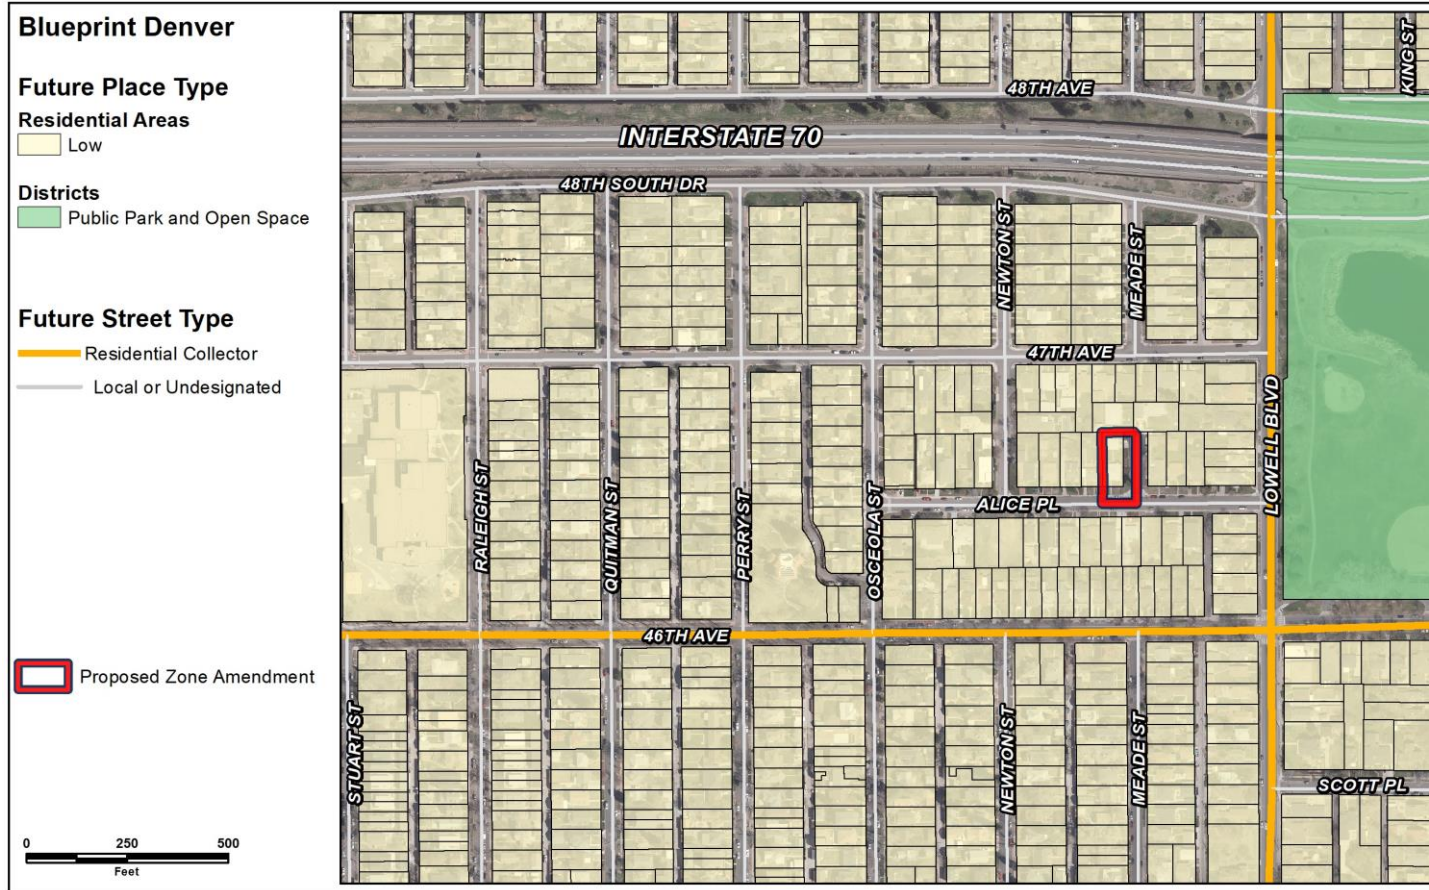 Blueprint Denver
Future Place Type
Residential Areas
Low
Districts
Public Park and Open Space
Future Street Type
Residential Collector
Local or Undesignated
Proposed Zone Amendment
0 250 500
Feet
KING ST
48TH AVE
INTERSTATE 70
48TH SOUTH DR
NEWTON ST
MEADE ST
47TH AVE
LOWELL BLVD
RALEIGH ST
QUITMAN ST
PERRY ST
OSCEOLA ST
ALICE PL
46TH AVE
STUART ST
NEWTON ST
MEADE ST
SCOTT PL